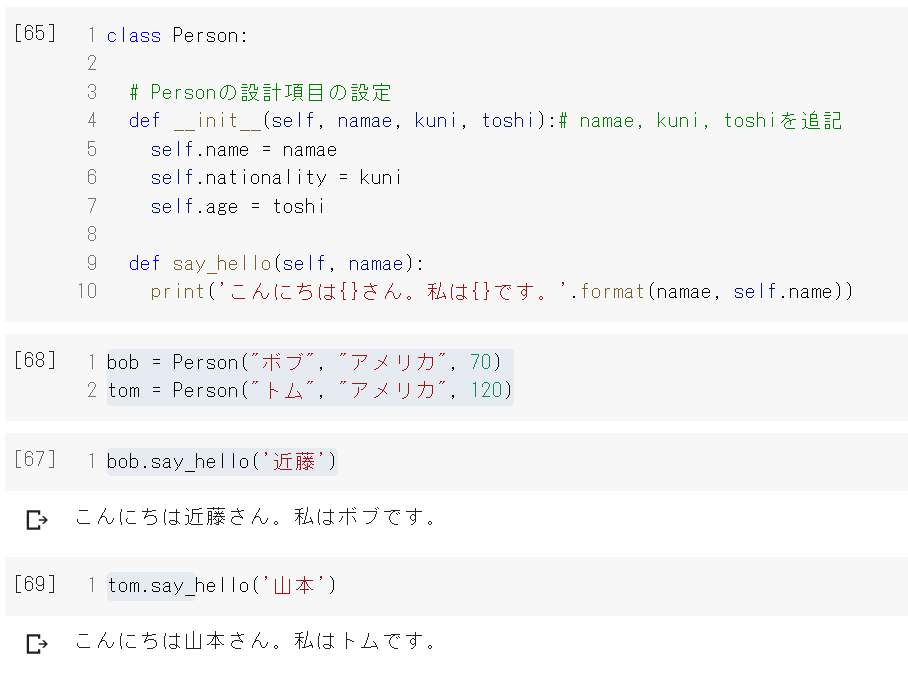 [65] 1 class Person:
2
3 # Personの設計項目の設定
4 def __init__(self, namae, kuni, toshi):# namae, kuni, toshiを追記
5 self.name = namae
6 self.nationality = kuni
7 self.age = toshi
8
9 def say_hello(self, namae):
10 print('こんにちは{}さん。私は{}です。'.format(namae, self.name))
[68] 1 bob = Person("ボブ", "アメリカ", 70)
2 tom = Person("トム", "アメリカ", 120)
[67] 1 bob.say_hello('近藤')
こんにちは近藤さん。私はボブです。
[69] 1 tom.say_hello('山本')
こんにちは山本さん。私はトムです。